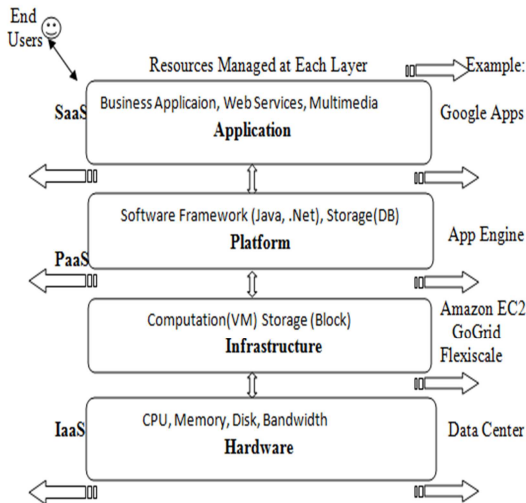 End
Users
Resources Managed at Each Layer
Example:
SaaS
Business Applicaion, Web Services, Multimedia
Application
Google Apps
Software Framework (Java, .Net), Storage(DB)
Platform
App Engine
PaaS
Computation(VM) Storage (Block)
Infrastructure
Amazon EC2
GoGrid
Flexiscale
IaaS
CPU, Memory, Disk, Bandwidth
Hardware
Data Center